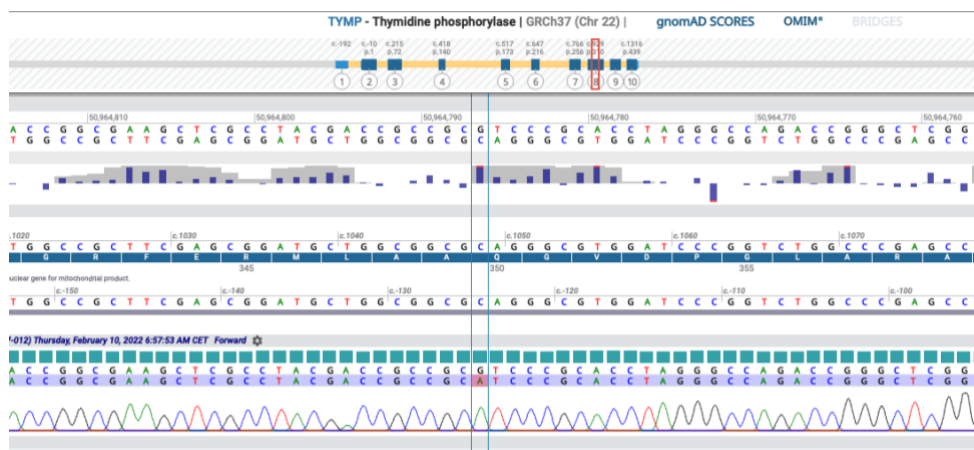 TYMP - Thymidine phosphorylase | GRCh37 (Chr 22) | gnomAD SCORES OMIM® BRIDGES
c.-192 c.-10 c.215 c.418 c.517 c.647 c.766 c.1316
p.1 p.72 p.140 p.173 p.216 p.256 p.439
1 2 3 4 5 6 7 8 9 10
50,964,810 50,964,800 50,964,790 50,964,780 50,964,770 50,964,760
A C C G G C G A A G C T C G C C T A C G A C C G C C G C G T C C C G C A C C T A G G G C C A G A C C G G G C T C G G
T G G C C G C T T C G A G C G G A T G C T G G C G G C G C A G G G C G T G G A T C C C G G T C T G G C C C G A G C C
c.1020 c.1030 c.1040 c.1050 c.1060 c.1070
T G G C C G C T T C G A G C G G A T G C T G G C G G C G C A G G G C G T G G A T C C C G G T C T G G C C C G A G C C
G R F E R M L A A Q G V D P G L A R A
345 350 355
nuclear gene for mitochondrial product.
c.-150 c.-140 c.-130 c.-120 c.-110 c.-100
T G G C C G C T T C G A G C G G A T G C T G G C G G C G C A G G G C G T G G A T C C C G G T C T G G C C C G A G C C
-012) Thursday, February 10, 2022 6:57:53 AM CET Forward
A C C G G C G A A G C T C G C C T A C G A C C G C C G C G T C C C G C A C C T A G G G C C A G A C C G G G C T C G G
A C C G G C G A A G C T C G C C T A C G A C C G C C G C A T C C C G C A C C T A G G G C C A G A C C G G G C T C G G